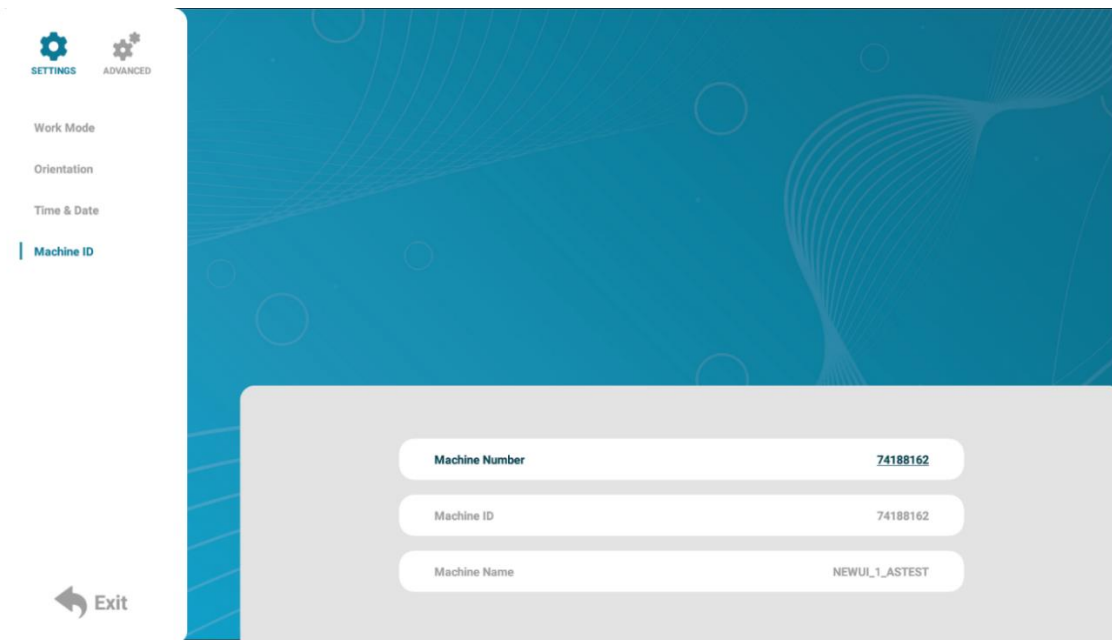 SETTINGS ADVANCED
Work Mode
Orientation
Time & Date
Machine ID
Machine Number 74188162
Machine ID 74188162
Machine Name NEWUI_1_ASTEST
Exit